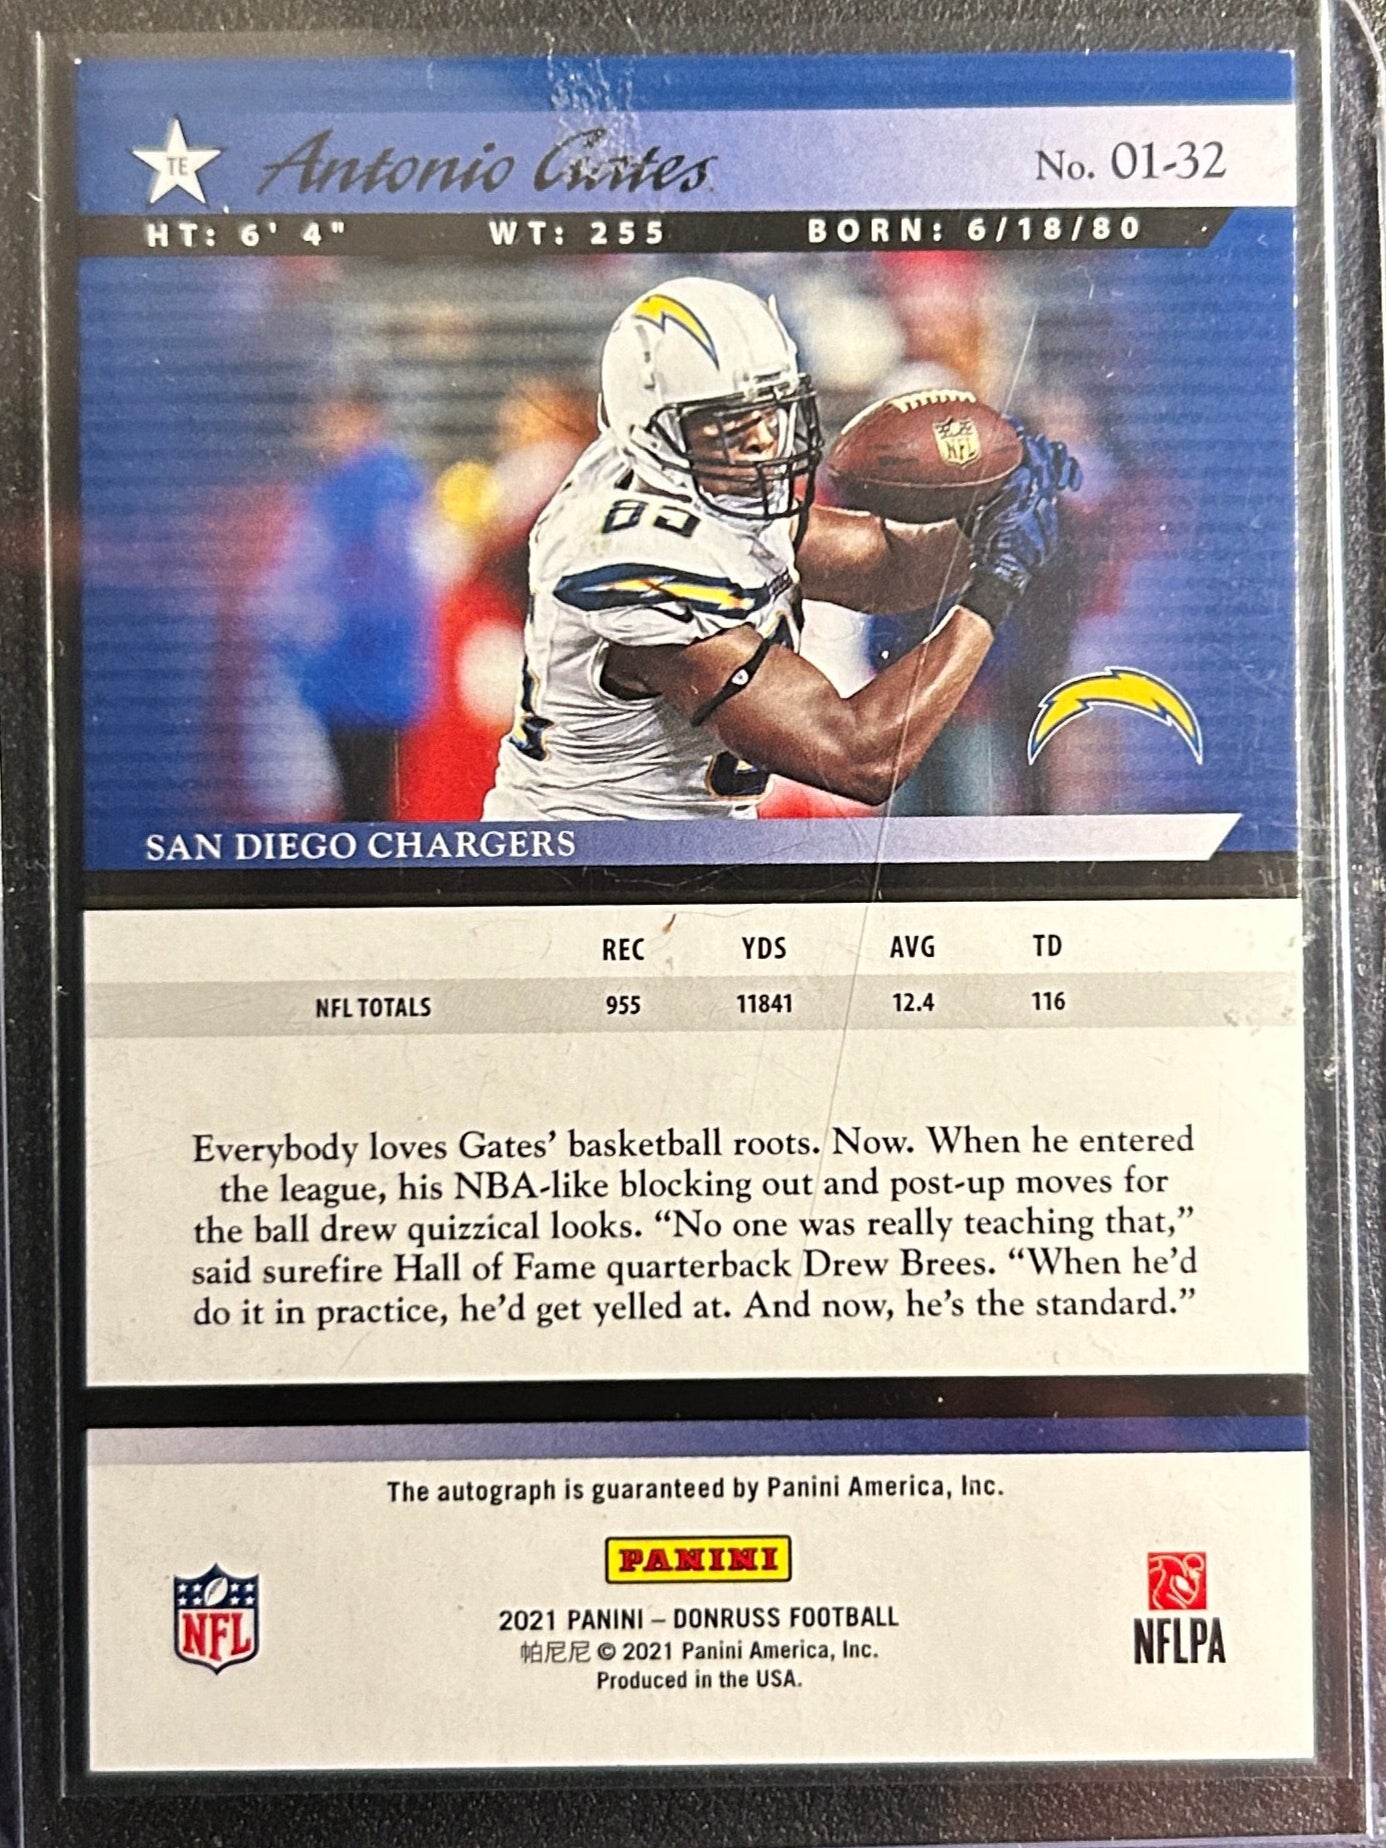 TE
Antonio Gates
No. 01-32
HT: 6' 4" WT: 255 BORN: 6/18/80
NFL
85
SAN DIEGO CHARGERS
REC YDS AVG TD
NFL TOTALS 955 11841 12.4 116
Everybody loves Gates’ basketball roots. Now. When he entered
the league, his NBA-like blocking out and post-up moves for
the ball drew quizzical looks. “No one was really teaching that,”
said surefire Hall of Fame quarterback Drew Brees. “When he’d
do it in practice, he’d get yelled at. And now, he’s the standard.”
The autograph is guaranteed by Panini America, Inc.
PANINI
NFL
2021 PANINI – DONRUSS FOOTBALL
帕尼尼 © 2021 Panini America, Inc.
Produced in the USA.
NFLPA